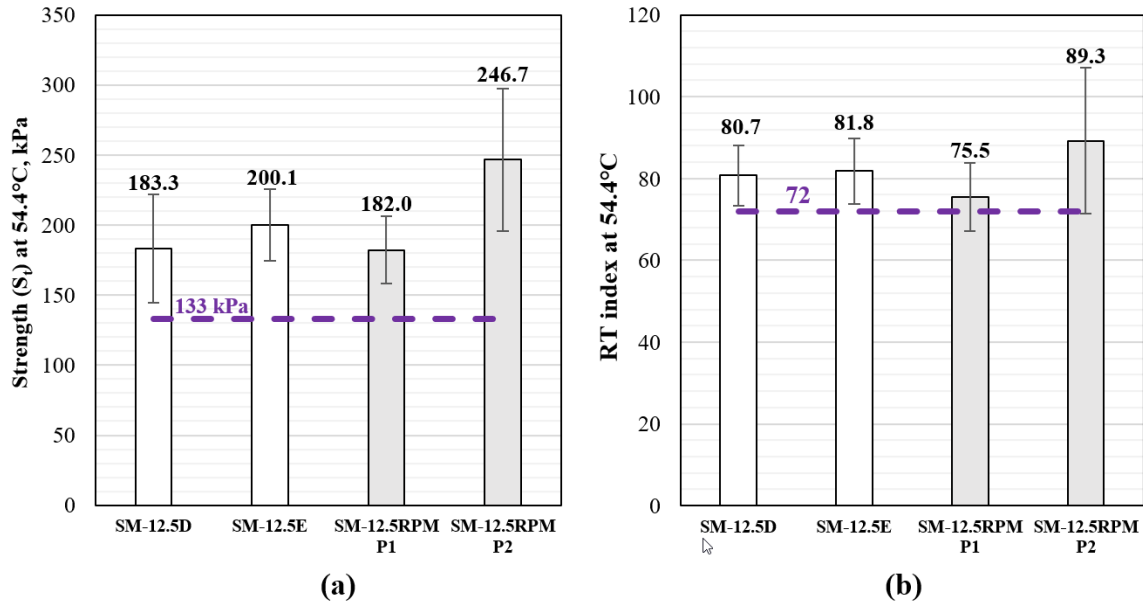 Strength (Sₜ) at 54.4°C, kPa
350
300
250
200
150
100
50
0
183.3
200.1
182.0
246.7
133 kPa
SM-12.5D
SM-12.5E
SM-12.5RPM
P1
SM-12.5RPM
P2
(a)
RT index at 54.4°C
120
100
80
60
40
20
0
80.7
81.8
75.5
89.3
72
SM-12.5D
SM-12.5E
SM-12.5RPM
P1
SM-12.5RPM
P2
(b)